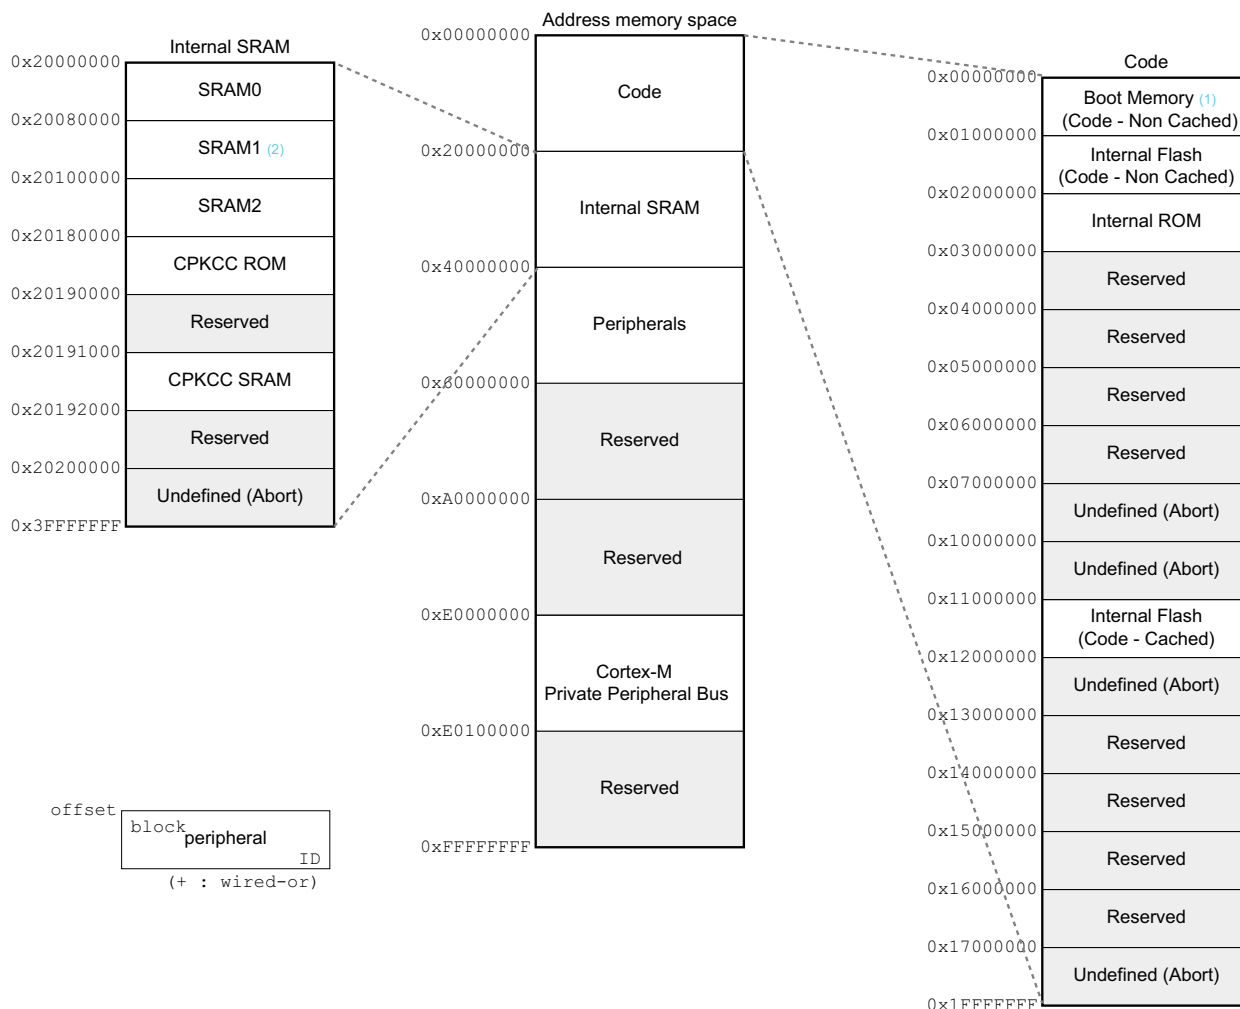 Internal SRAM
0x20000000
SRAM0
0x20080000
SRAM1 (2)
0x20100000
SRAM2
0x20180000
CPKCC ROM
0x20190000
Reserved
0x20191000
CPKCC SRAM
0x20192000
Reserved
0x20200000
Undefined (Abort)
0x3FFFFFFF
offset
block
peripheral
ID
(+ : wired-or)
Address memory space
0x00000000
Code
0x20000000
Internal SRAM
0x40000000
Peripherals
0x60000000
Reserved
0xA0000000
Reserved
0xE0000000
Cortex-M
Private Peripheral Bus
0xE0100000
Reserved
0xFFFFFFFF
Code
0x00000000
Boot Memory (1)
(Code - Non Cached)
0x01000000
Internal Flash
(Code - Non Cached)
0x02000000
Internal ROM
0x03000000
Reserved
0x04000000
Reserved
0x05000000
Reserved
0x06000000
Reserved
0x07000000
Undefined (Abort)
0x10000000
Undefined (Abort)
0x11000000
Internal Flash
(Code - Cached)
0x12000000
Undefined (Abort)
0x13000000
Reserved
0x14000000
Reserved
0x15000000
Reserved
0x16000000
Reserved
0x17000000
Undefined (Abort)
0x1FFFFFFF